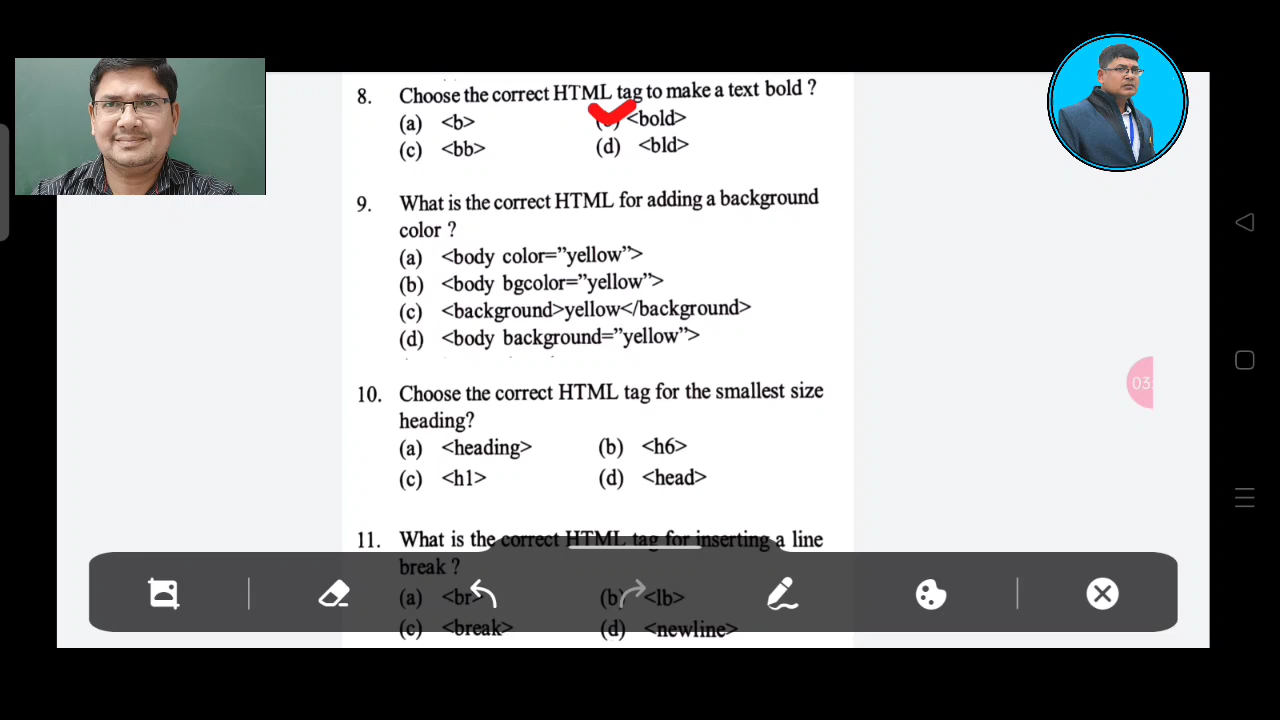 8. Choose the correct HTML tag to make a text bold ?
(a) <b> <bold>
(c) <bb> (d) <bld>
9. What is the correct HTML for adding a background
color ?
(a) <body color=”yellow”>
(b) <body bgcolor=”yellow”>
(c) <background>yellow</background>
(d) <body background=”yellow”>
10. Choose the correct HTML tag for the smallest size
heading?
(a) <heading> (b) <h6>
(c) <h1> (d) <head>
11. What is the correct HTML tag for inserting a line
break ?
(a) <br> (b) <lb>
(c) <break> (d) <newline>
03